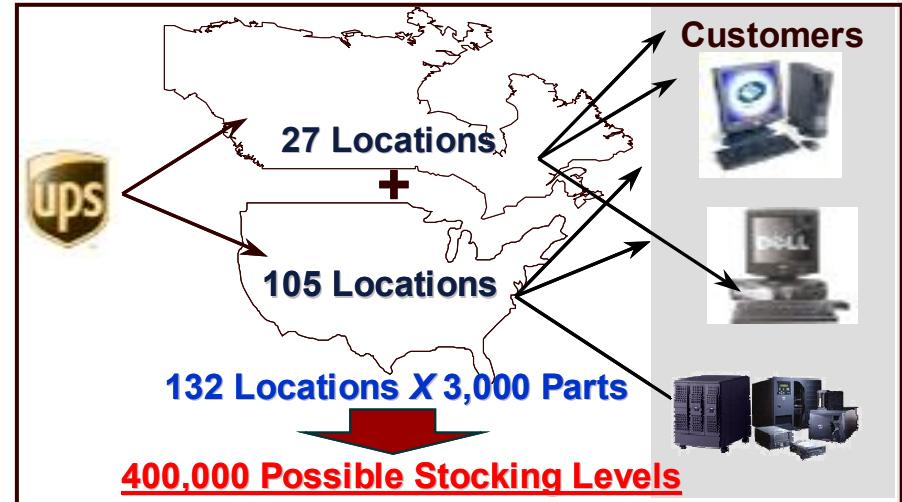 Customers
27 Locations
+
ups
105 Locations
DELL
132 Locations X 3,000 Parts
400,000 Possible Stocking Levels